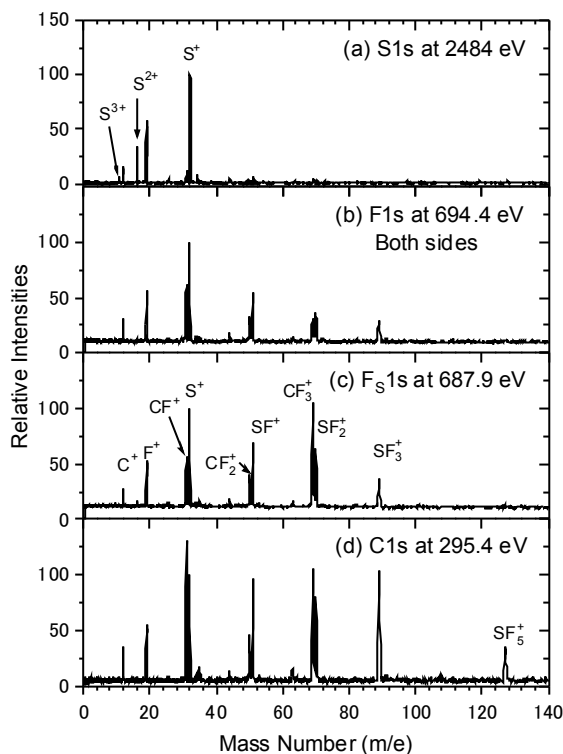 150
(a) S1s at 2484 eV
S⁺
S²⁺
S³⁺
100
50
0
(b) F1s at 694.4 eV
Both sides
100
50
0
(c) Fₛ1s at 687.9 eV
S⁺
CF⁺
C⁺
F⁺
CF₂⁺
SF⁺
CF₃⁺
SF₂⁺
SF₃⁺
100
50
0
(d) C1s at 295.4 eV
SF₅⁺
100
50
0
0 20 40 60 80 100 120 140
Mass Number (m/e)
Relative Intensities